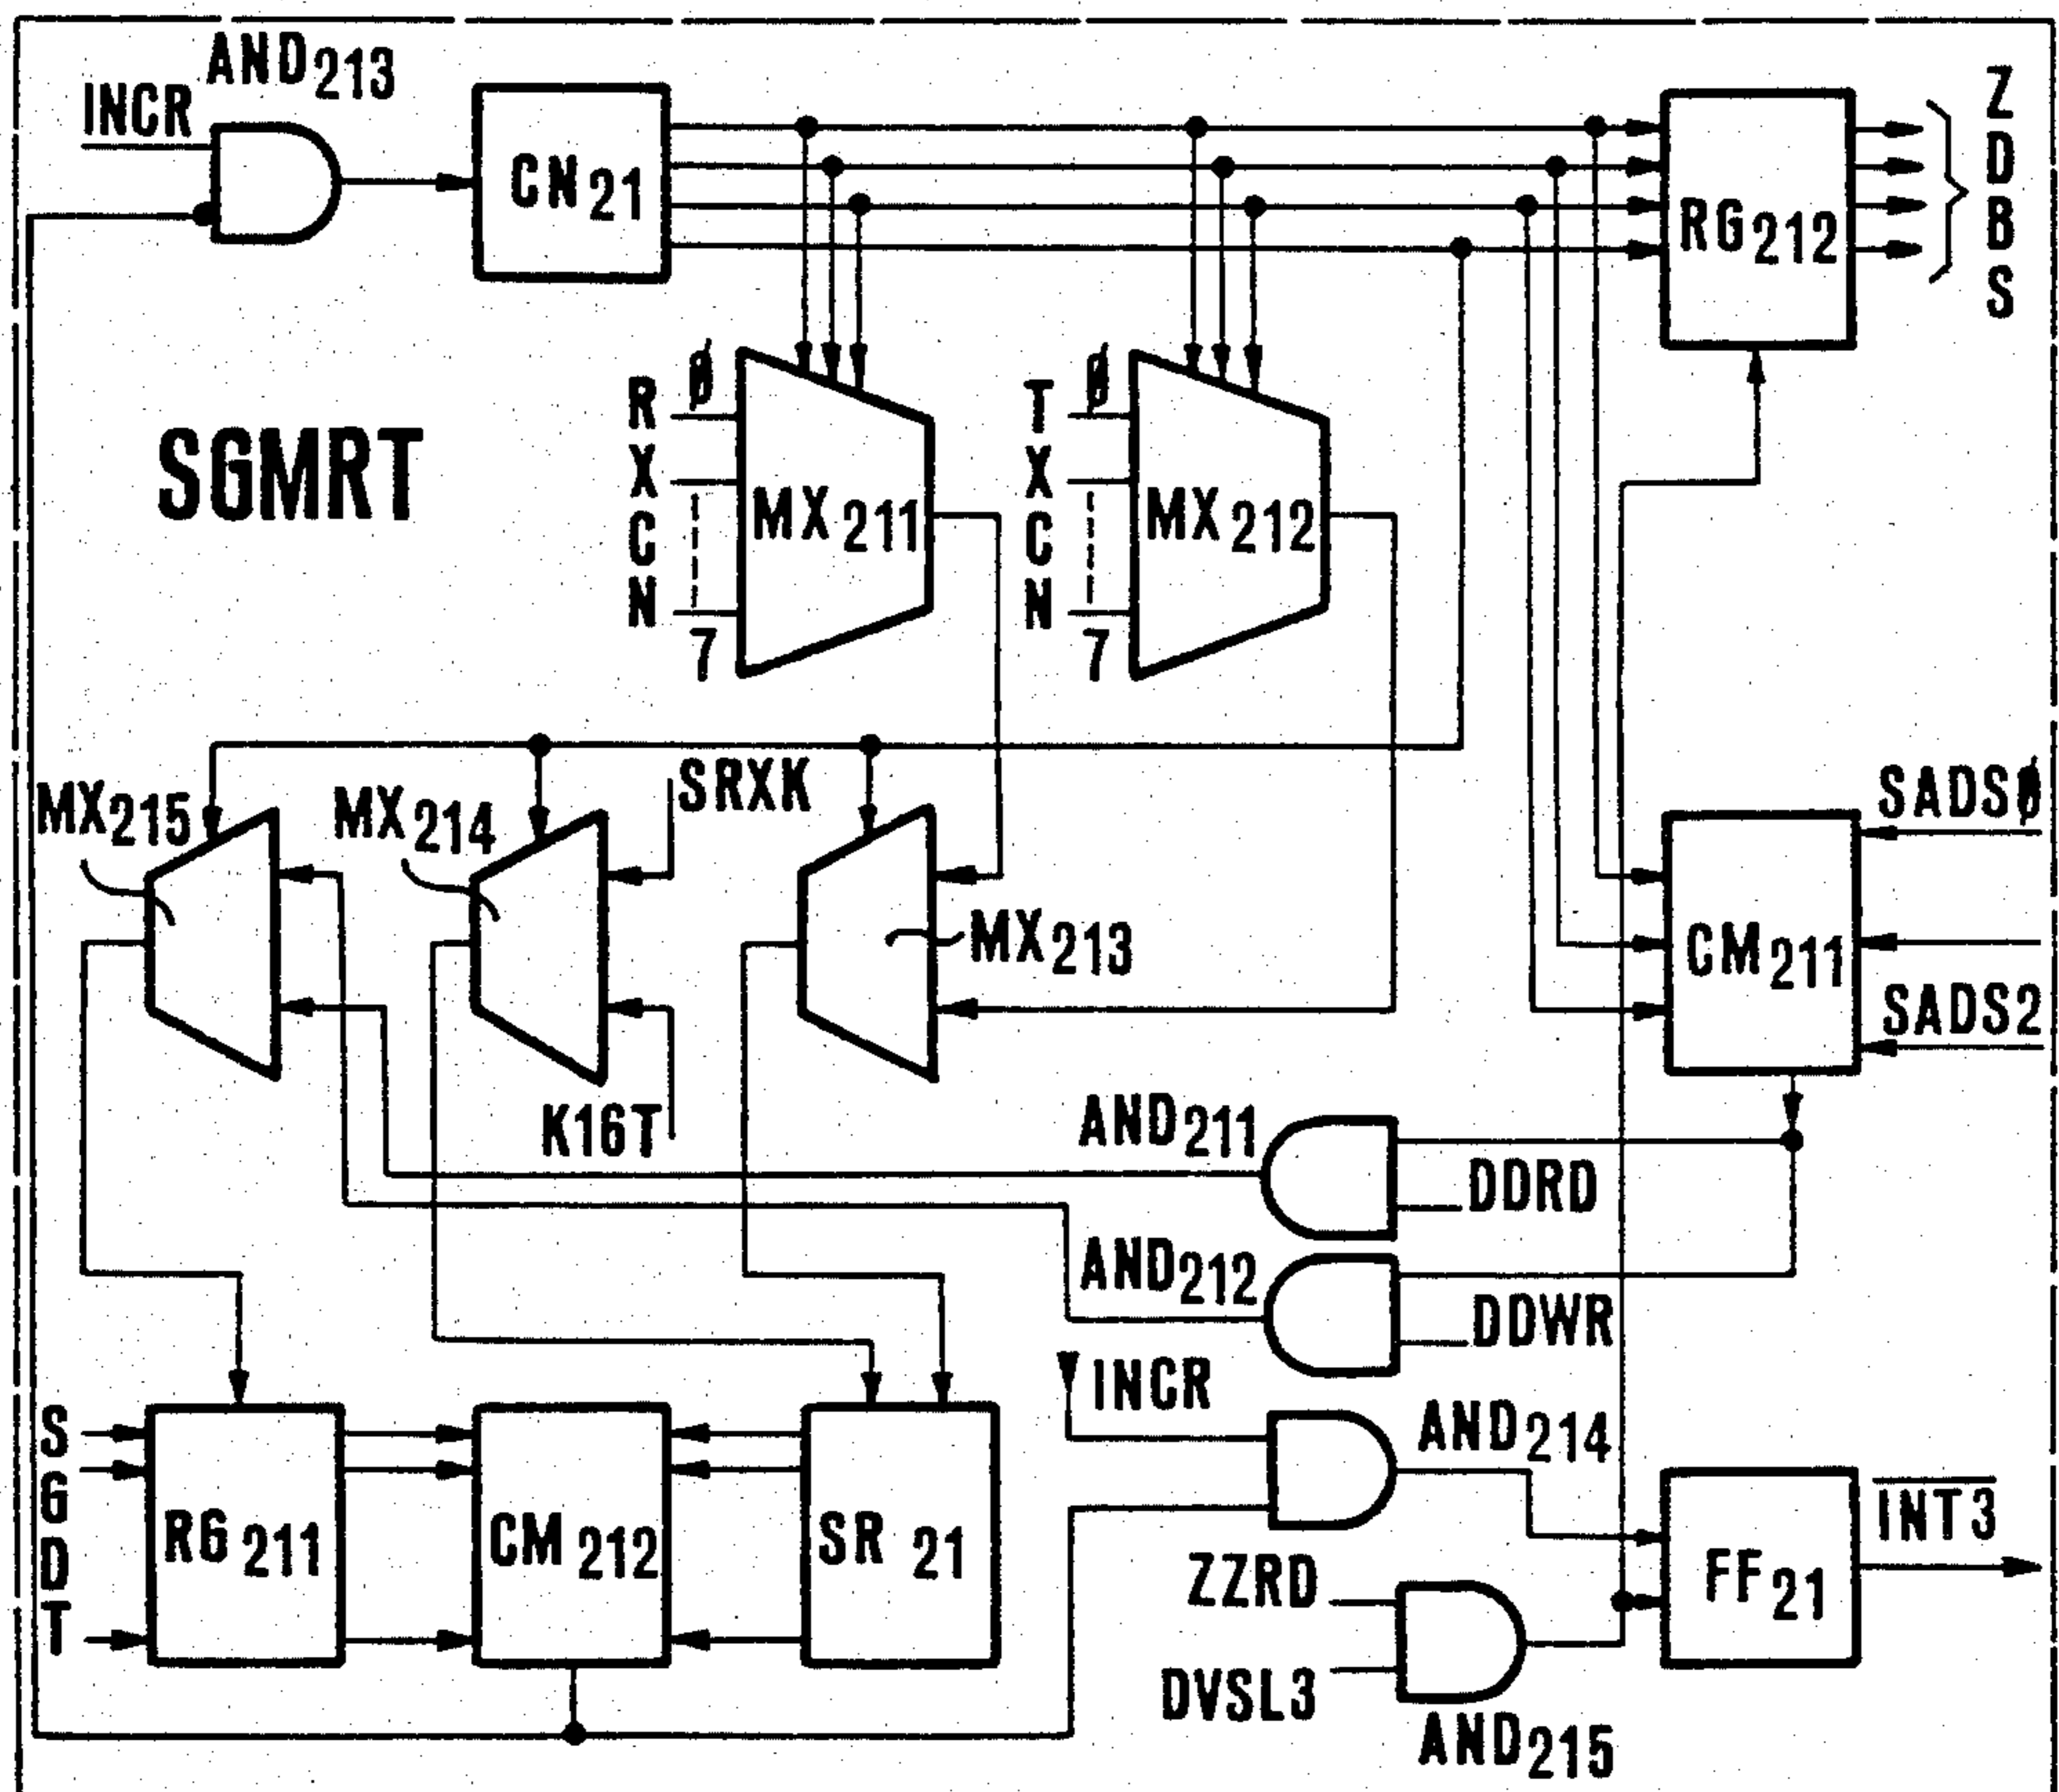 AND213
INCR
CN21
RG212
Z
D
B
S
SGMRT
R
X
C
N
Ø
7
MX211
T
X
C
N
Ø
7
MX212
MX215
MX214
SRXK
MX213
K16T
SADSØ
CM211
SADS2
AND211
DDRD
AND212
DDWR
INCR
AND214
S
G
D
T
RG211
CM212
SR21
ZZRD
DVSL3
AND215
FF21
INT3